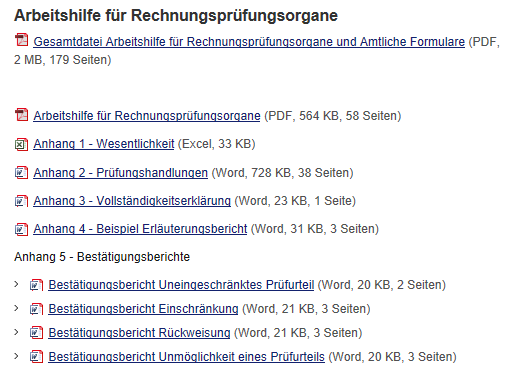 Arbeitshilfe für Rechnungsprüfungsorgane
Gesamtdatei Arbeitshilfe für Rechnungsprüfungsorgane und Amtliche Formulare (PDF,
2 MB, 179 Seiten)
Arbeitshilfe für Rechnungsprüfungsorgane (PDF, 564 KB, 58 Seiten)
Anhang 1 - Wesentlichkeit (Excel, 33 KB)
Anhang 2 - Prüfungshandlungen (Word, 728 KB, 38 Seiten)
Anhang 3 - Vollständigkeitserklärung (Word, 23 KB, 1 Seite)
Anhang 4 - Beispiel Erläuterungsbericht (Word, 31 KB, 3 Seiten)
Anhang 5 - Bestätigungsberichte
Bestätigungsbericht Uneingeschränktes Prüfurteil (Word, 20 KB, 2 Seiten)
Bestätigungsbericht Einschränkung (Word, 21 KB, 3 Seiten)
Bestätigungsbericht Rückweisung (Word, 21 KB, 3 Seiten)
Bestätigungsbericht Unmöglichkeit eines Prüfurteils (Word, 20 KB, 3 Seiten)